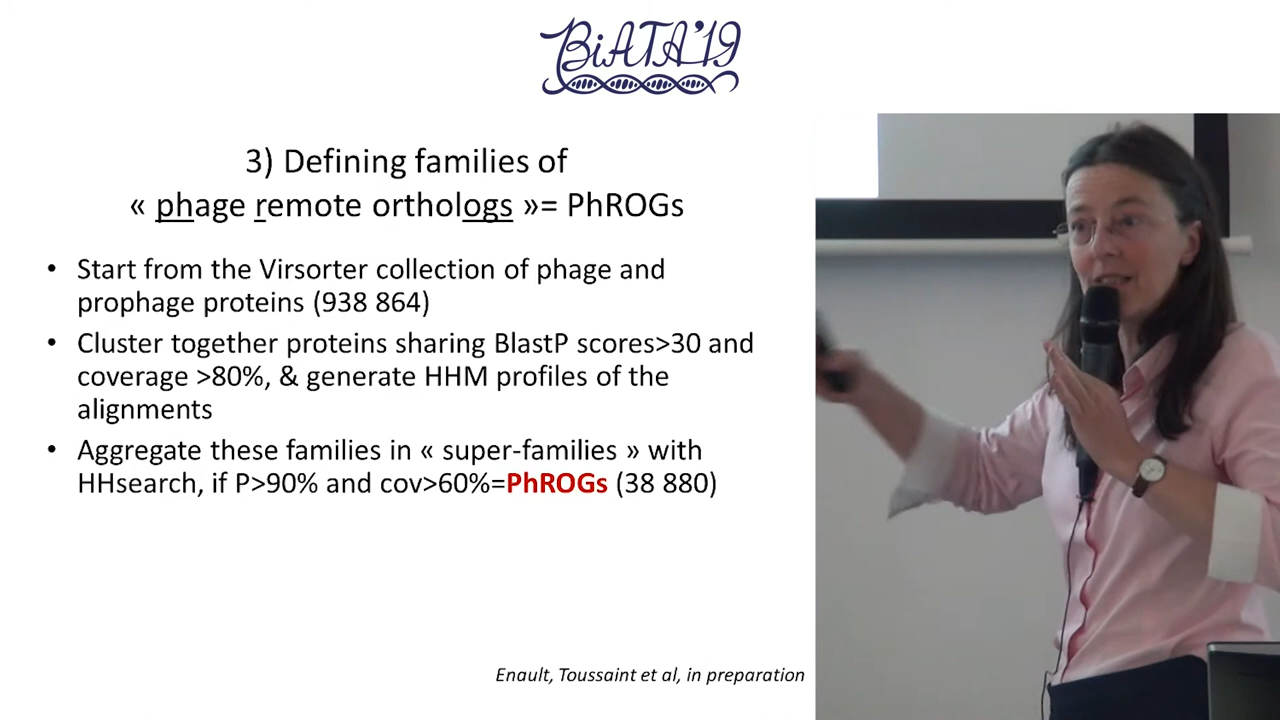 BiATA'19
3) Defining families of
« phage remote orthologs »= PhROGs
• Start from the Virsorter collection of phage and
prophage proteins (938 864)
• Cluster together proteins sharing BlastP scores>30 and
coverage >80%, & generate HHM profiles of the
alignments
• Aggregate these families in « super-families » with
HHsearch, if P>90% and cov>60%=PhROGs (38 880)
Enault, Toussaint et al, in preparation